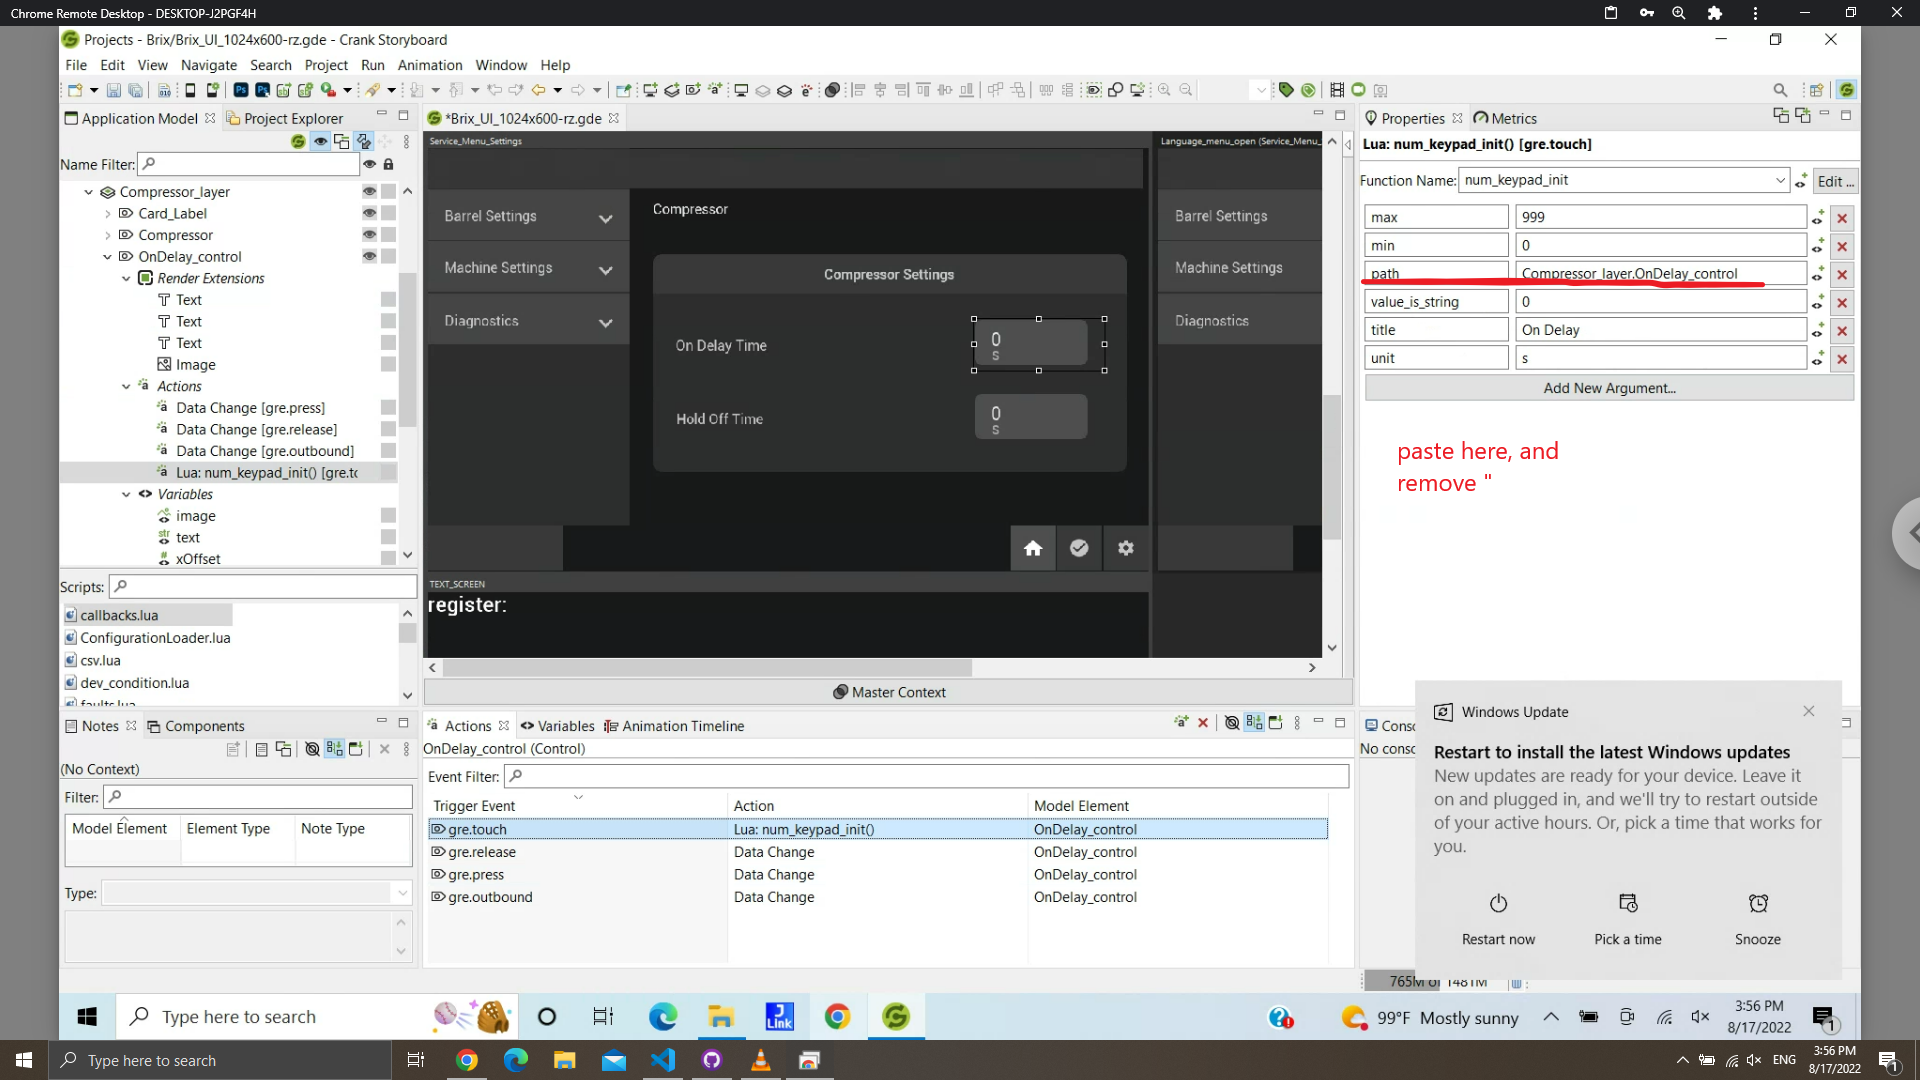 Chrome Remote Desktop - DESKTOP-J2PGF4H
Projects - Brix/Brix_UI_1024x600-rz.gde - Crank Storyboard
File Edit View Navigate Search Project Run Animation Window Help
Application Model
Project Explorer
Name Filter:
Compressor_layer
Card_Label
Compressor
OnDelay_control
Render Extensions
Text
Text
Text
Image
Actions
Data Change [gre.press]
Data Change [gre.release]
Data Change [gre.outbound]
Lua: num_keypad_init() [gre.tc
Variables
image
text
xOffset
Scripts:
callbacks.lua
ConfigurationLoader.lua
csv.lua
dev_condition.lua
faults.lua
Notes
Components
(No Context)
Filter:
Model Element Element Type Note Type
Type:
*Brix_UI_1024x600-rz.gde
Service_Menu_Settings
Barrel Settings
Machine Settings
Diagnostics
Compressor
Compressor Settings
On Delay Time
0
s
Hold Off Time
0
s
Language_menu_open (Service_Menu_
Barrel Settings
Machine Settings
Diagnostics
TEXT_SCREEN
register:
Master Context
Actions
Variables
Animation Timeline
OnDelay_control (Control)
Event Filter:
Trigger Event Action Model Element
gre.touch Lua: num_keypad_init() OnDelay_control
gre.release Data Change OnDelay_control
gre.press Data Change OnDelay_control
gre.outbound Data Change OnDelay_control
Properties
Metrics
Lua: num_keypad_init() [gre.touch]
Function Name: num_keypad_init Edit ...
max 999
min 0
path Compressor_layer.OnDelay_control
value_is_string 0
title On Delay
unit s
Add New Argument...
paste here, and
remove "
Conso
No conso
Windows Update
Restart to install the latest Windows updates
New updates are ready for your device. Leave it
on and plugged in, and we'll try to restart outside
of your active hours. Or, pick a time that works for
you.
Restart now Pick a time Snooze
765M of 1481M
Type here to search
J
Link
99°F Mostly sunny
3:56 PM
8/17/2022
1
Type here to search
ENG
3:56 PM
8/17/2022
1